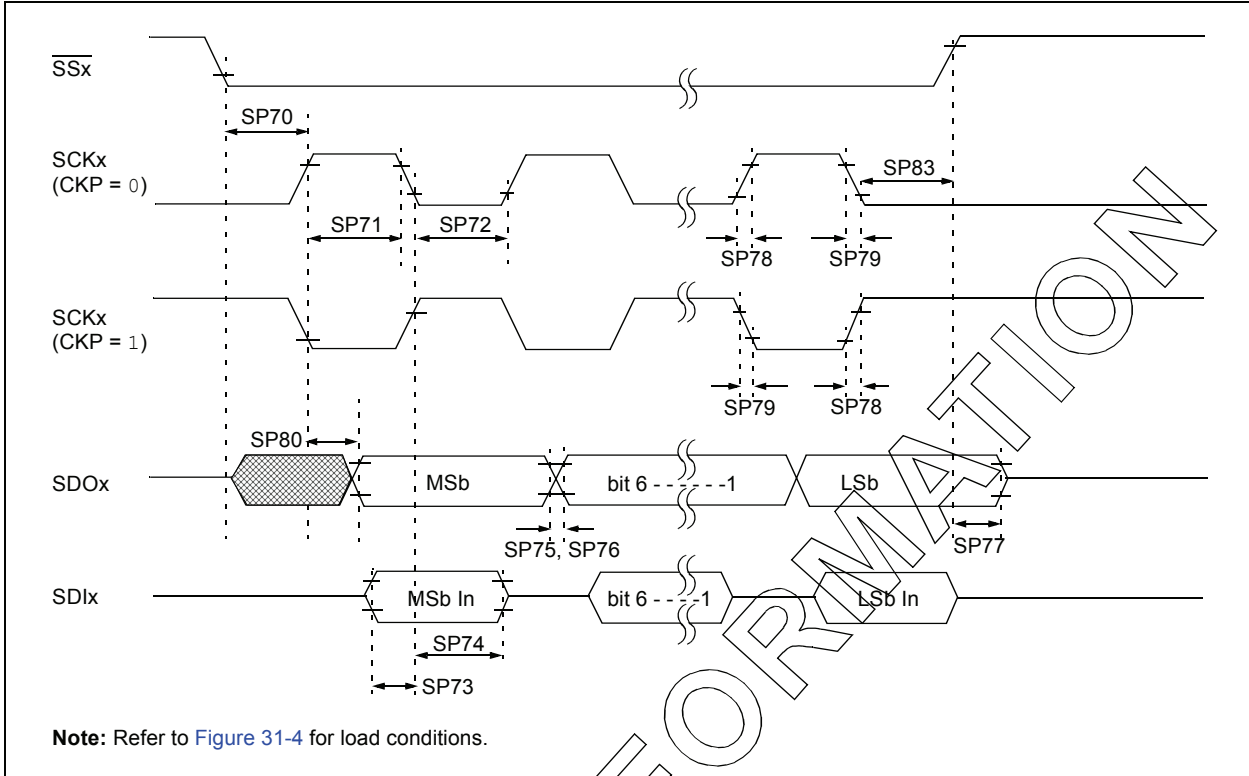 SSx
SP70
SCKx
(CKP = 0)
SP83
SP71
SP72
SP78
SP79
SCKx
(CKP = 1)
SP79
SP78
SP80
SDOx
MSb
bit 6 - - - - - -1
LSb
SP75, SP76
SP77
SDIx
MSb In
bit 6 - - - -1
LSb In
SP74
SP73
Note: Refer to Figure 31-4 for load conditions.
FORMATION